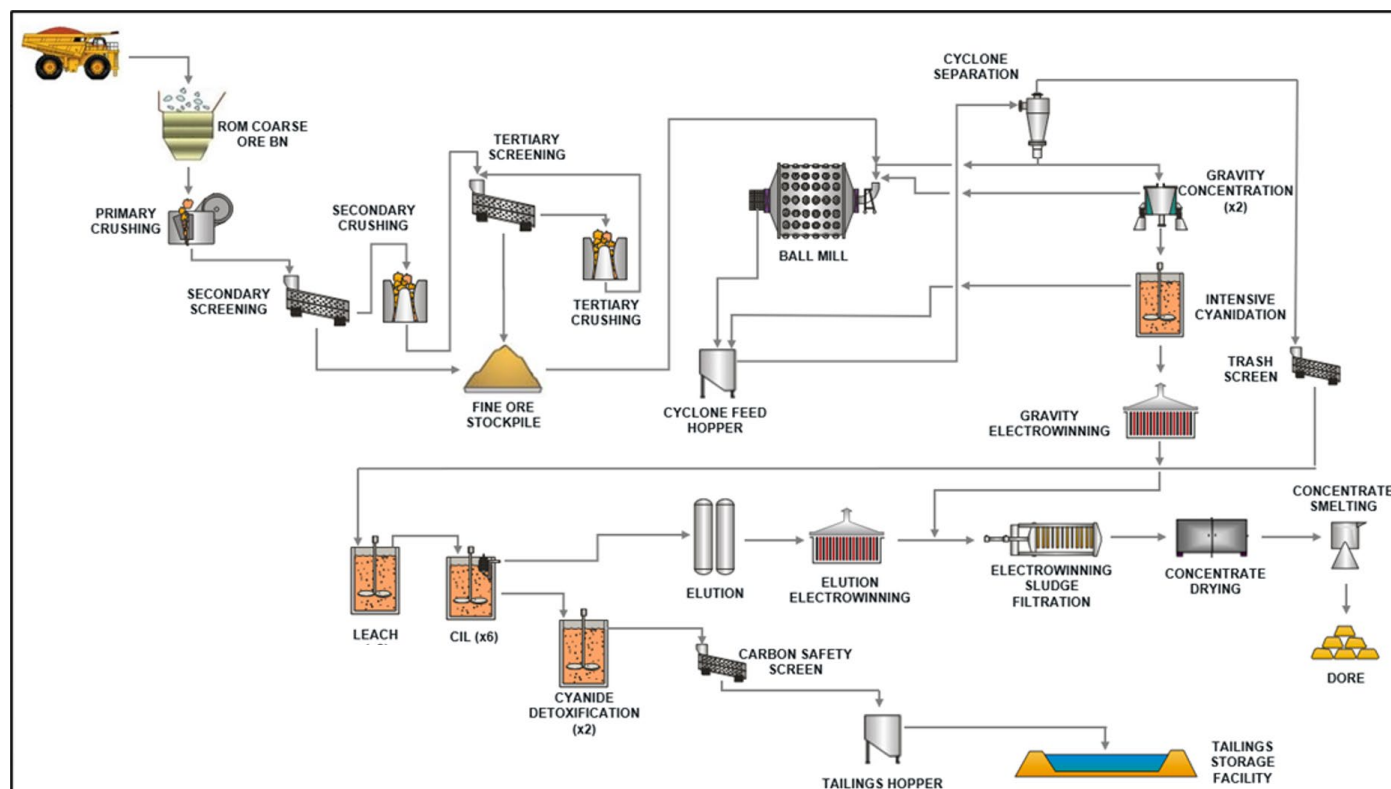 CYCLONE
SEPARATION
ROM COARSE
ORE BN
TERTIARY
SCREENING
GRAVITY
CONCENTRATION
(x2)
PRIMARY
CRUSHING
SECONDARY
CRUSHING
BALL MILL
SECONDARY
SCREENING
TERTIARY
CRUSHING
INTENSIVE
CYANIDATION
TRASH
SCREEN
FINE ORE
STOCKPILE
CYCLONE FEED
HOPPER
GRAVITY
ELECTROWINNING
CONCENTRATE
SMELTING
ELUTION
ELUTION
ELECTROWINNING
ELECTROWINNING
SLUDGE
FILTRATION
CONCENTRATE
DRYING
LEACH
CIL (x6)
CARBON SAFETY
SCREEN
DORE
CYANIDE
DETOXIFICATION
(x2)
TAILINGS HOPPER
TAILINGS
STORAGE
FACILITY